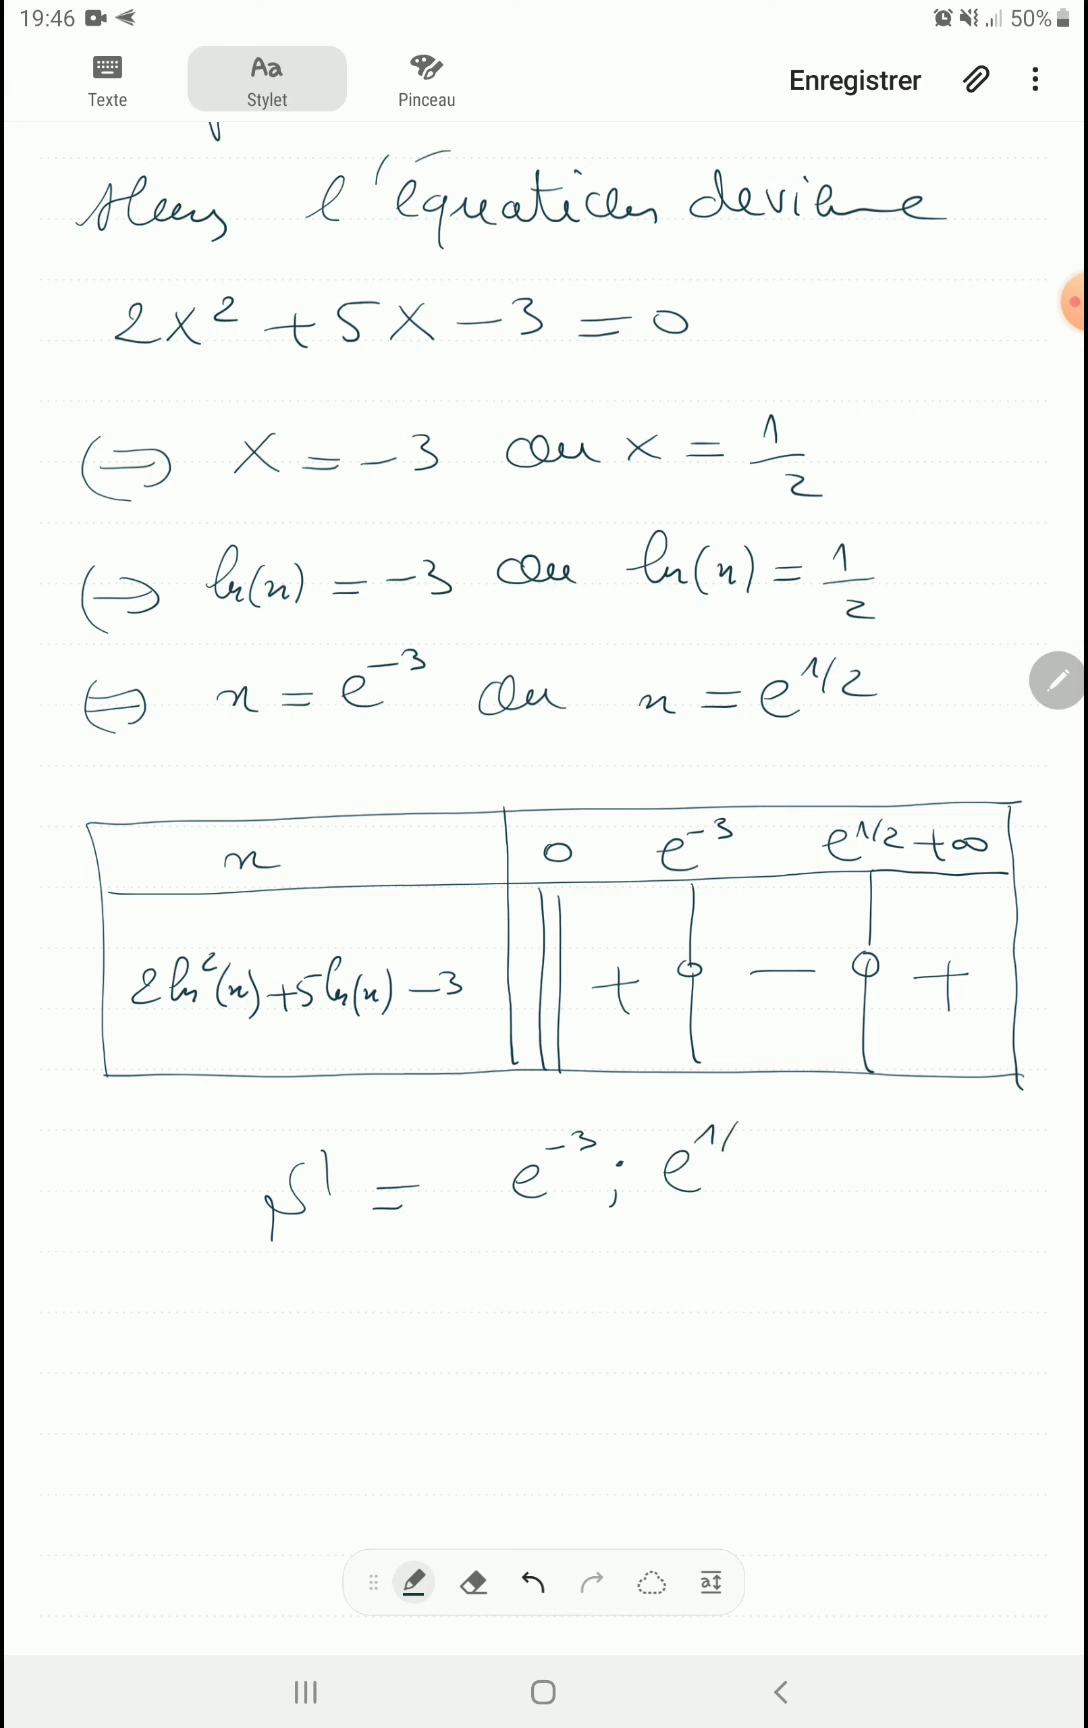 19:46 50%
Texte Aa Stylet Pinceau Enregistrer
Alors l'équation devient
2X² + 5X - 3 = 0
⇔ X = -3 ou X = 1/2
⇔ ln(x) = -3 ou ln(x) = 1/2
⇔ x = e⁻³ ou x = e^1/2
x 0 e⁻³ e^1/2 +∞
2ln²(x)+5ln(x)-3 || + 0 - 0 +
S = e⁻³ ; e^1/